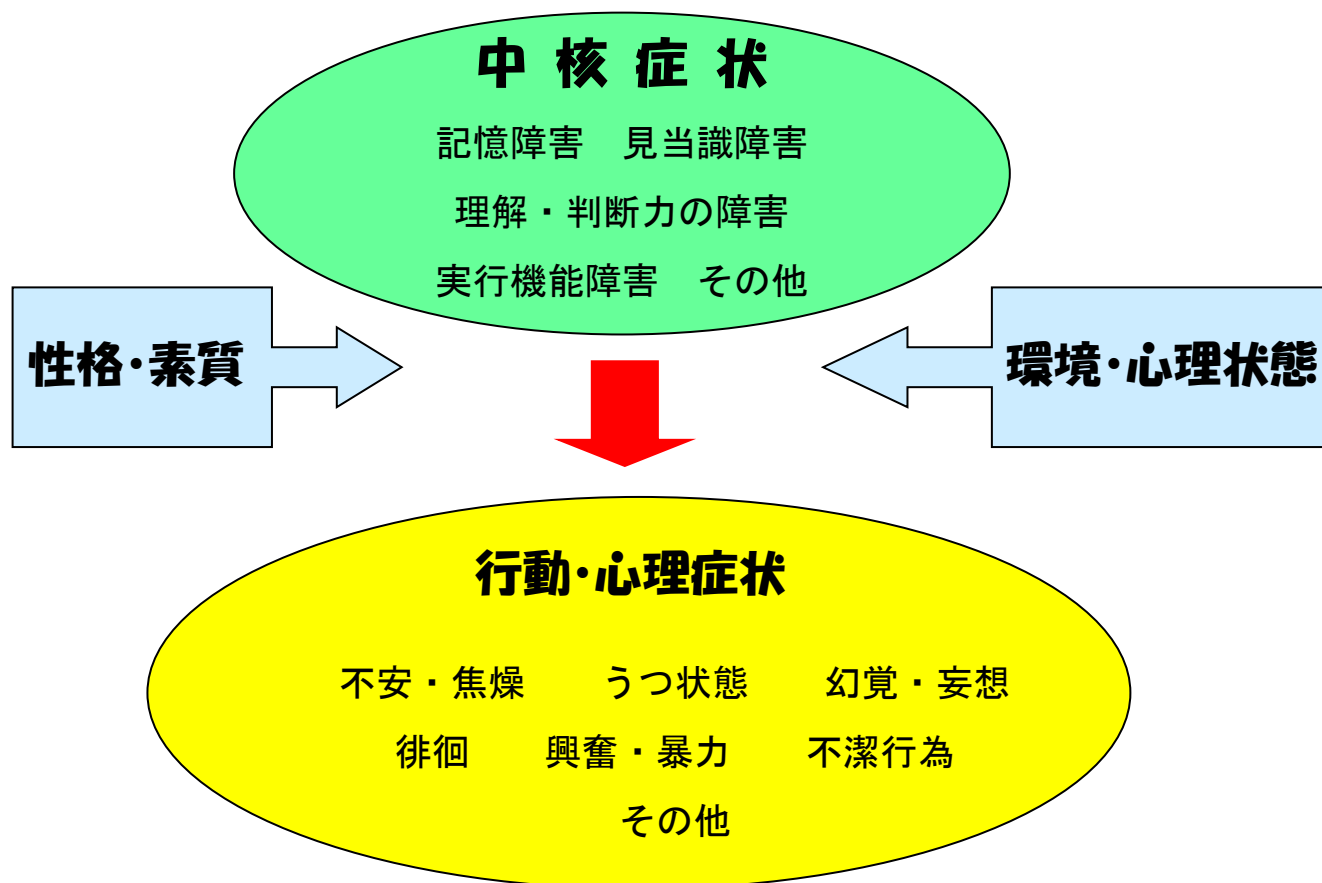 中 核 症 状
記憶障害　見当識障害
理解・判断力の障害
実行機能障害　その他
性格・素質
環境・心理状態
行動・心理症状
不安・焦燥　　うつ状態　　幻覚・妄想
徘徊　　興奮・暴力　　不潔行為
その他